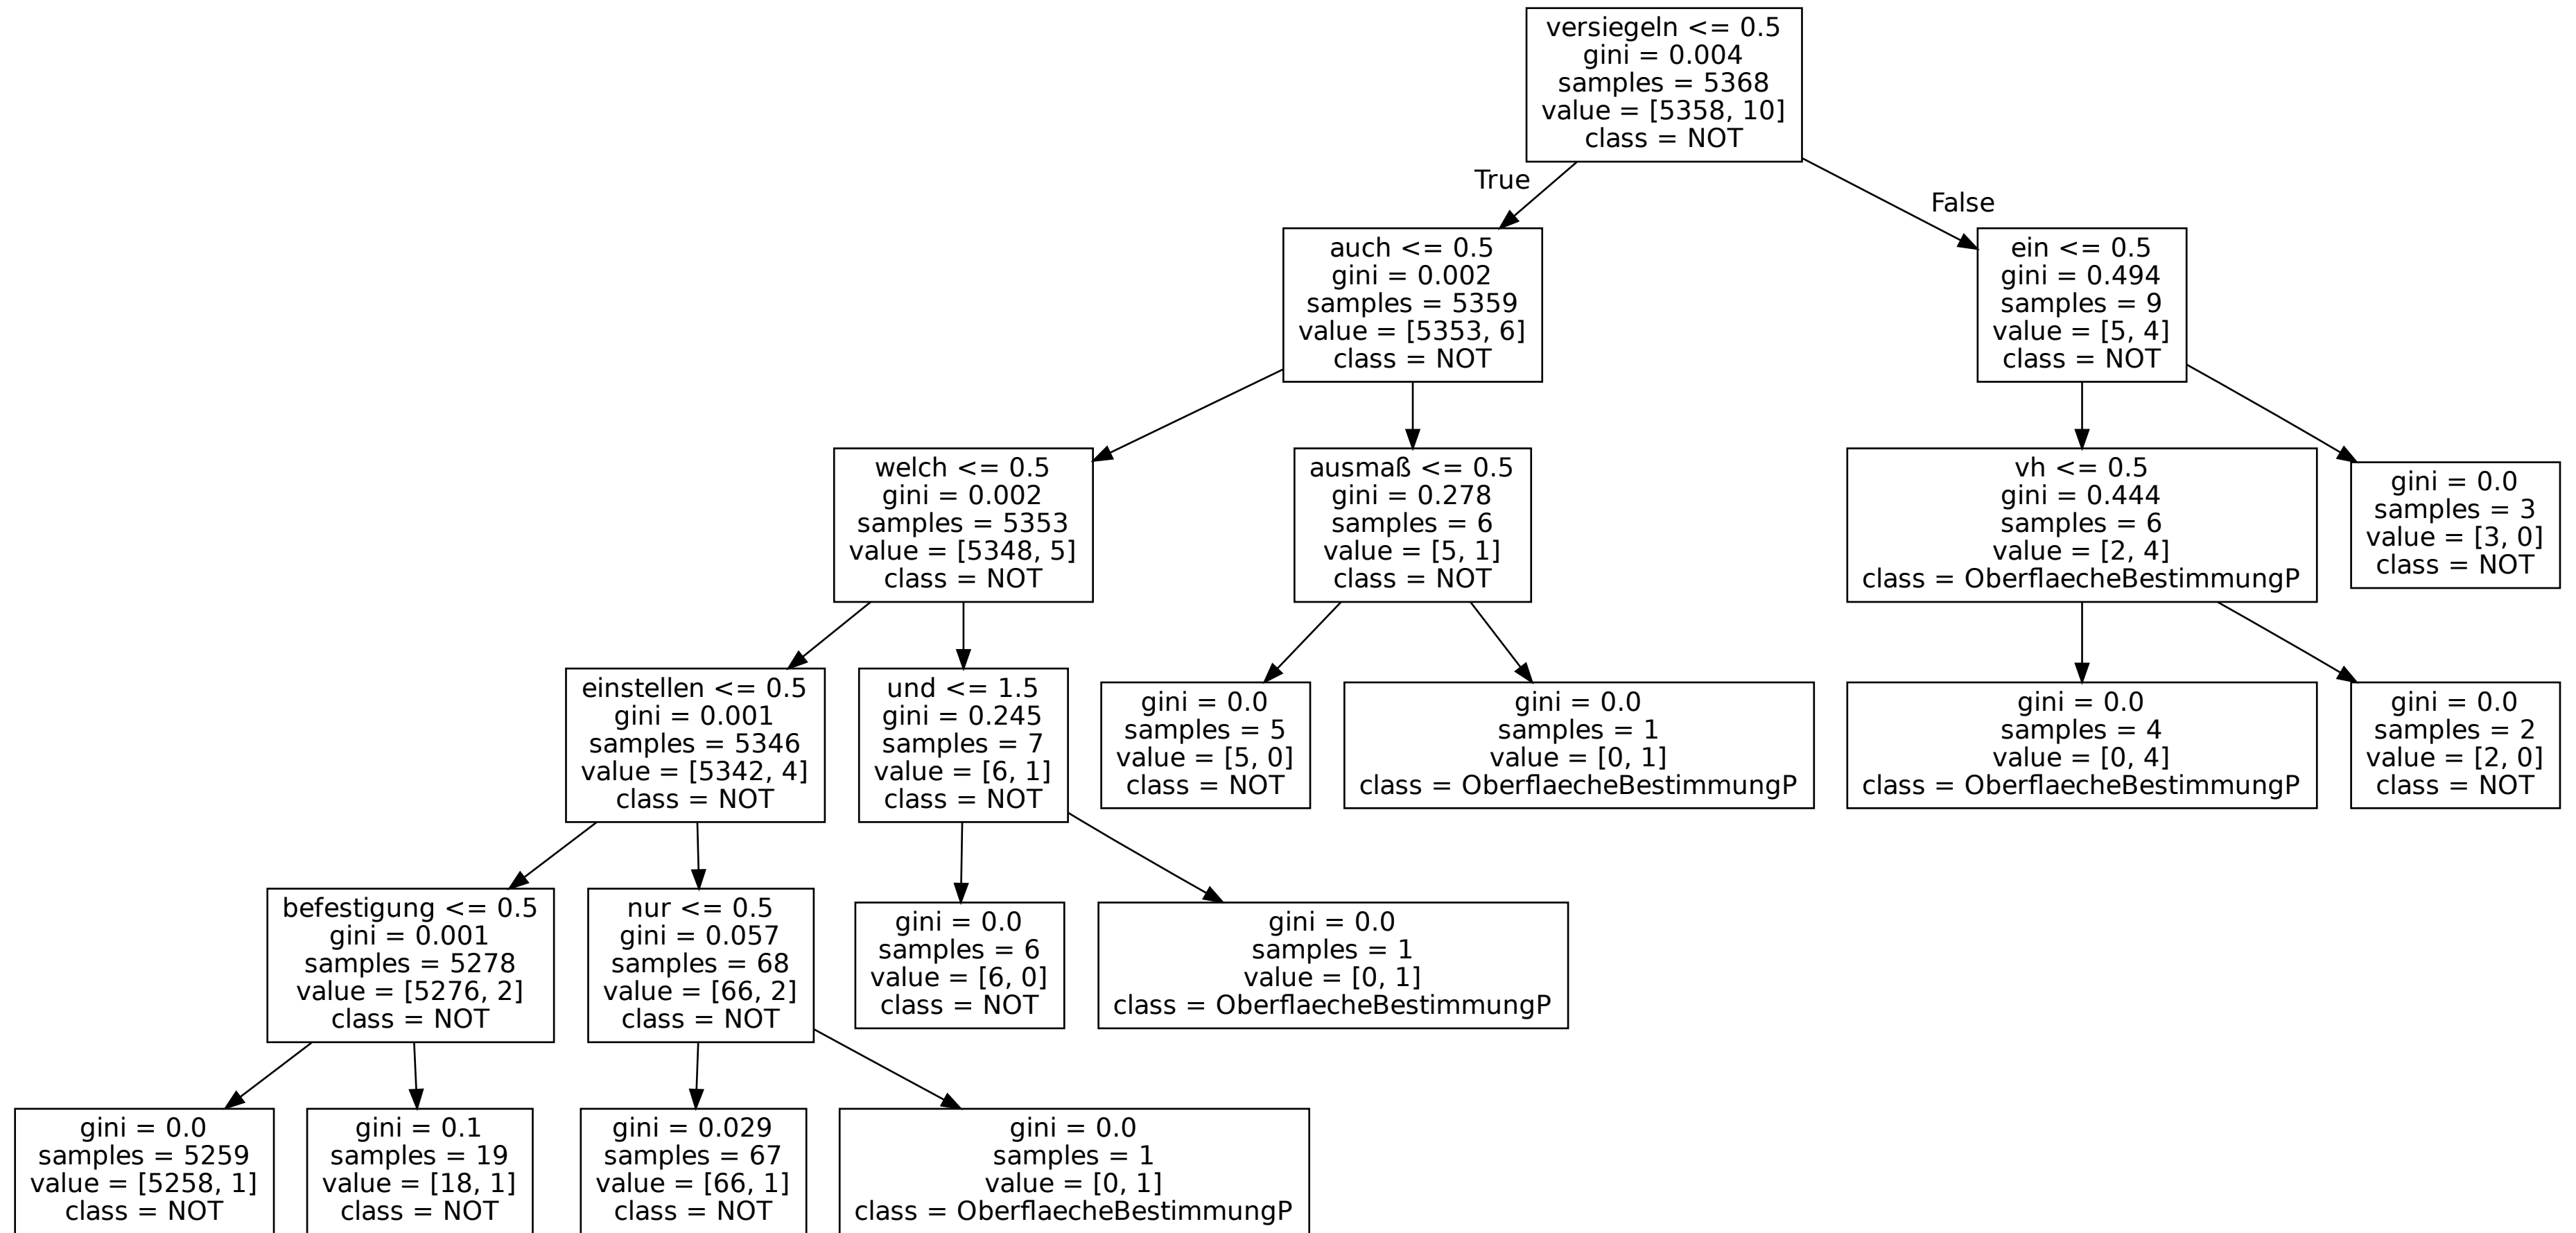 versiegeln <= 0.5
gini = 0.004
samples = 5368
value = [5358, 10]
class = NOT
True
False
auch <= 0.5
gini = 0.002
samples = 5359
value = [5353, 6]
class = NOT
ein <= 0.5
gini = 0.494
samples = 9
value = [5, 4]
class = NOT
welch <= 0.5
gini = 0.002
samples = 5353
value = [5348, 5]
class = NOT
ausmaß <= 0.5
gini = 0.278
samples = 6
value = [5, 1]
class = NOT
vh <= 0.5
gini = 0.444
samples = 6
value = [2, 4]
class = OberflaecheBestimmungP
gini = 0.0
samples = 3
value = [3, 0]
class = NOT
einstellen <= 0.5
gini = 0.001
samples = 5346
value = [5342, 4]
class = NOT
und <= 1.5
gini = 0.245
samples = 7
value = [6, 1]
class = NOT
gini = 0.0
samples = 5
value = [5, 0]
class = NOT
gini = 0.0
samples = 1
value = [0, 1]
class = OberflaecheBestimmungP
gini = 0.0
samples = 4
value = [0, 4]
class = OberflaecheBestimmungP
gini = 0.0
samples = 2
value = [2, 0]
class = NOT
befestigung <= 0.5
gini = 0.001
samples = 5278
value = [5276, 2]
class = NOT
nur <= 0.5
gini = 0.057
samples = 68
value = [66, 2]
class = NOT
gini = 0.0
samples = 6
value = [6, 0]
class = NOT
gini = 0.0
samples = 1
value = [0, 1]
class = OberflaecheBestimmungP
gini = 0.0
samples = 5259
value = [5258, 1]
class = NOT
gini = 0.1
samples = 19
value = [18, 1]
class = NOT
gini = 0.029
samples = 67
value = [66, 1]
class = NOT
gini = 0.0
samples = 1
value = [0, 1]
class = OberflaecheBestimmungP